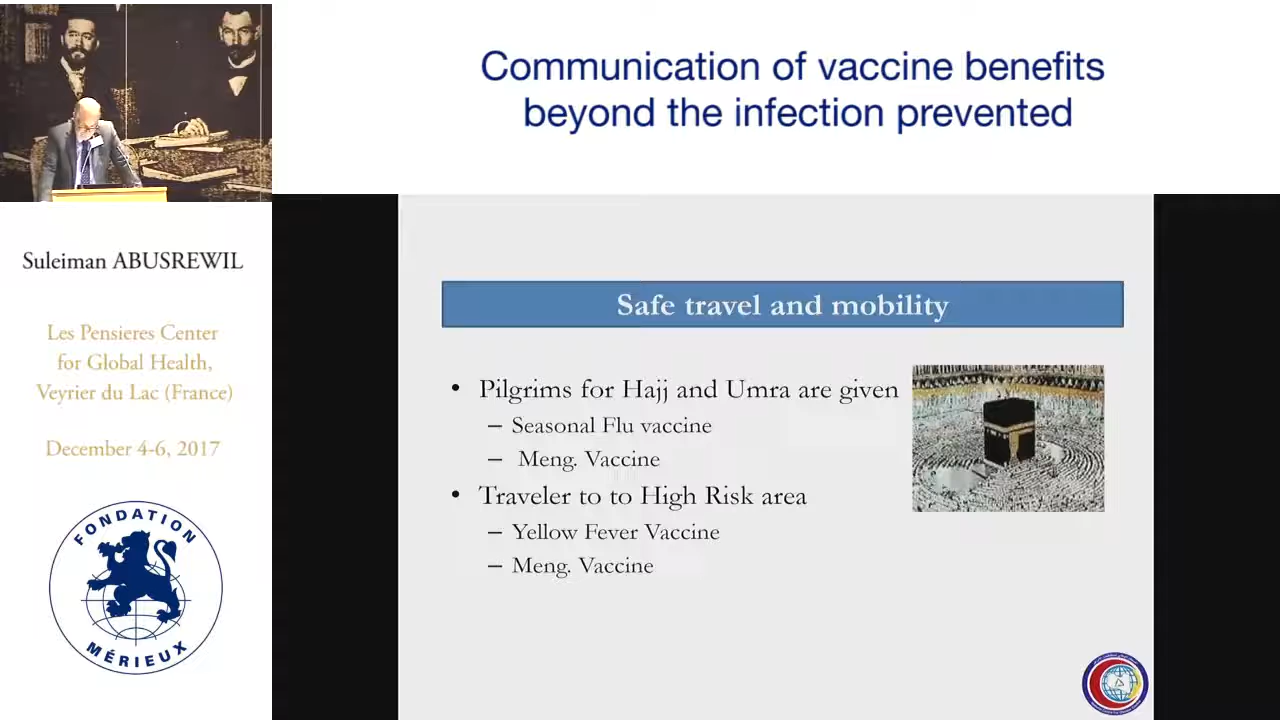 Communication of vaccine benefits
beyond the infection prevented
Suleiman ABUSREWIL
Les Pensieres Center
for Global Health,
Veyrier du Lac (France)
December 4-6, 2017
FONDATION
MÉRIEUX
Safe travel and mobility
• Pilgrims for Hajj and Umra are given
– Seasonal Flu vaccine
– Meng. Vaccine
• Traveler to to High Risk area
– Yellow Fever Vaccine
– Meng. Vaccine